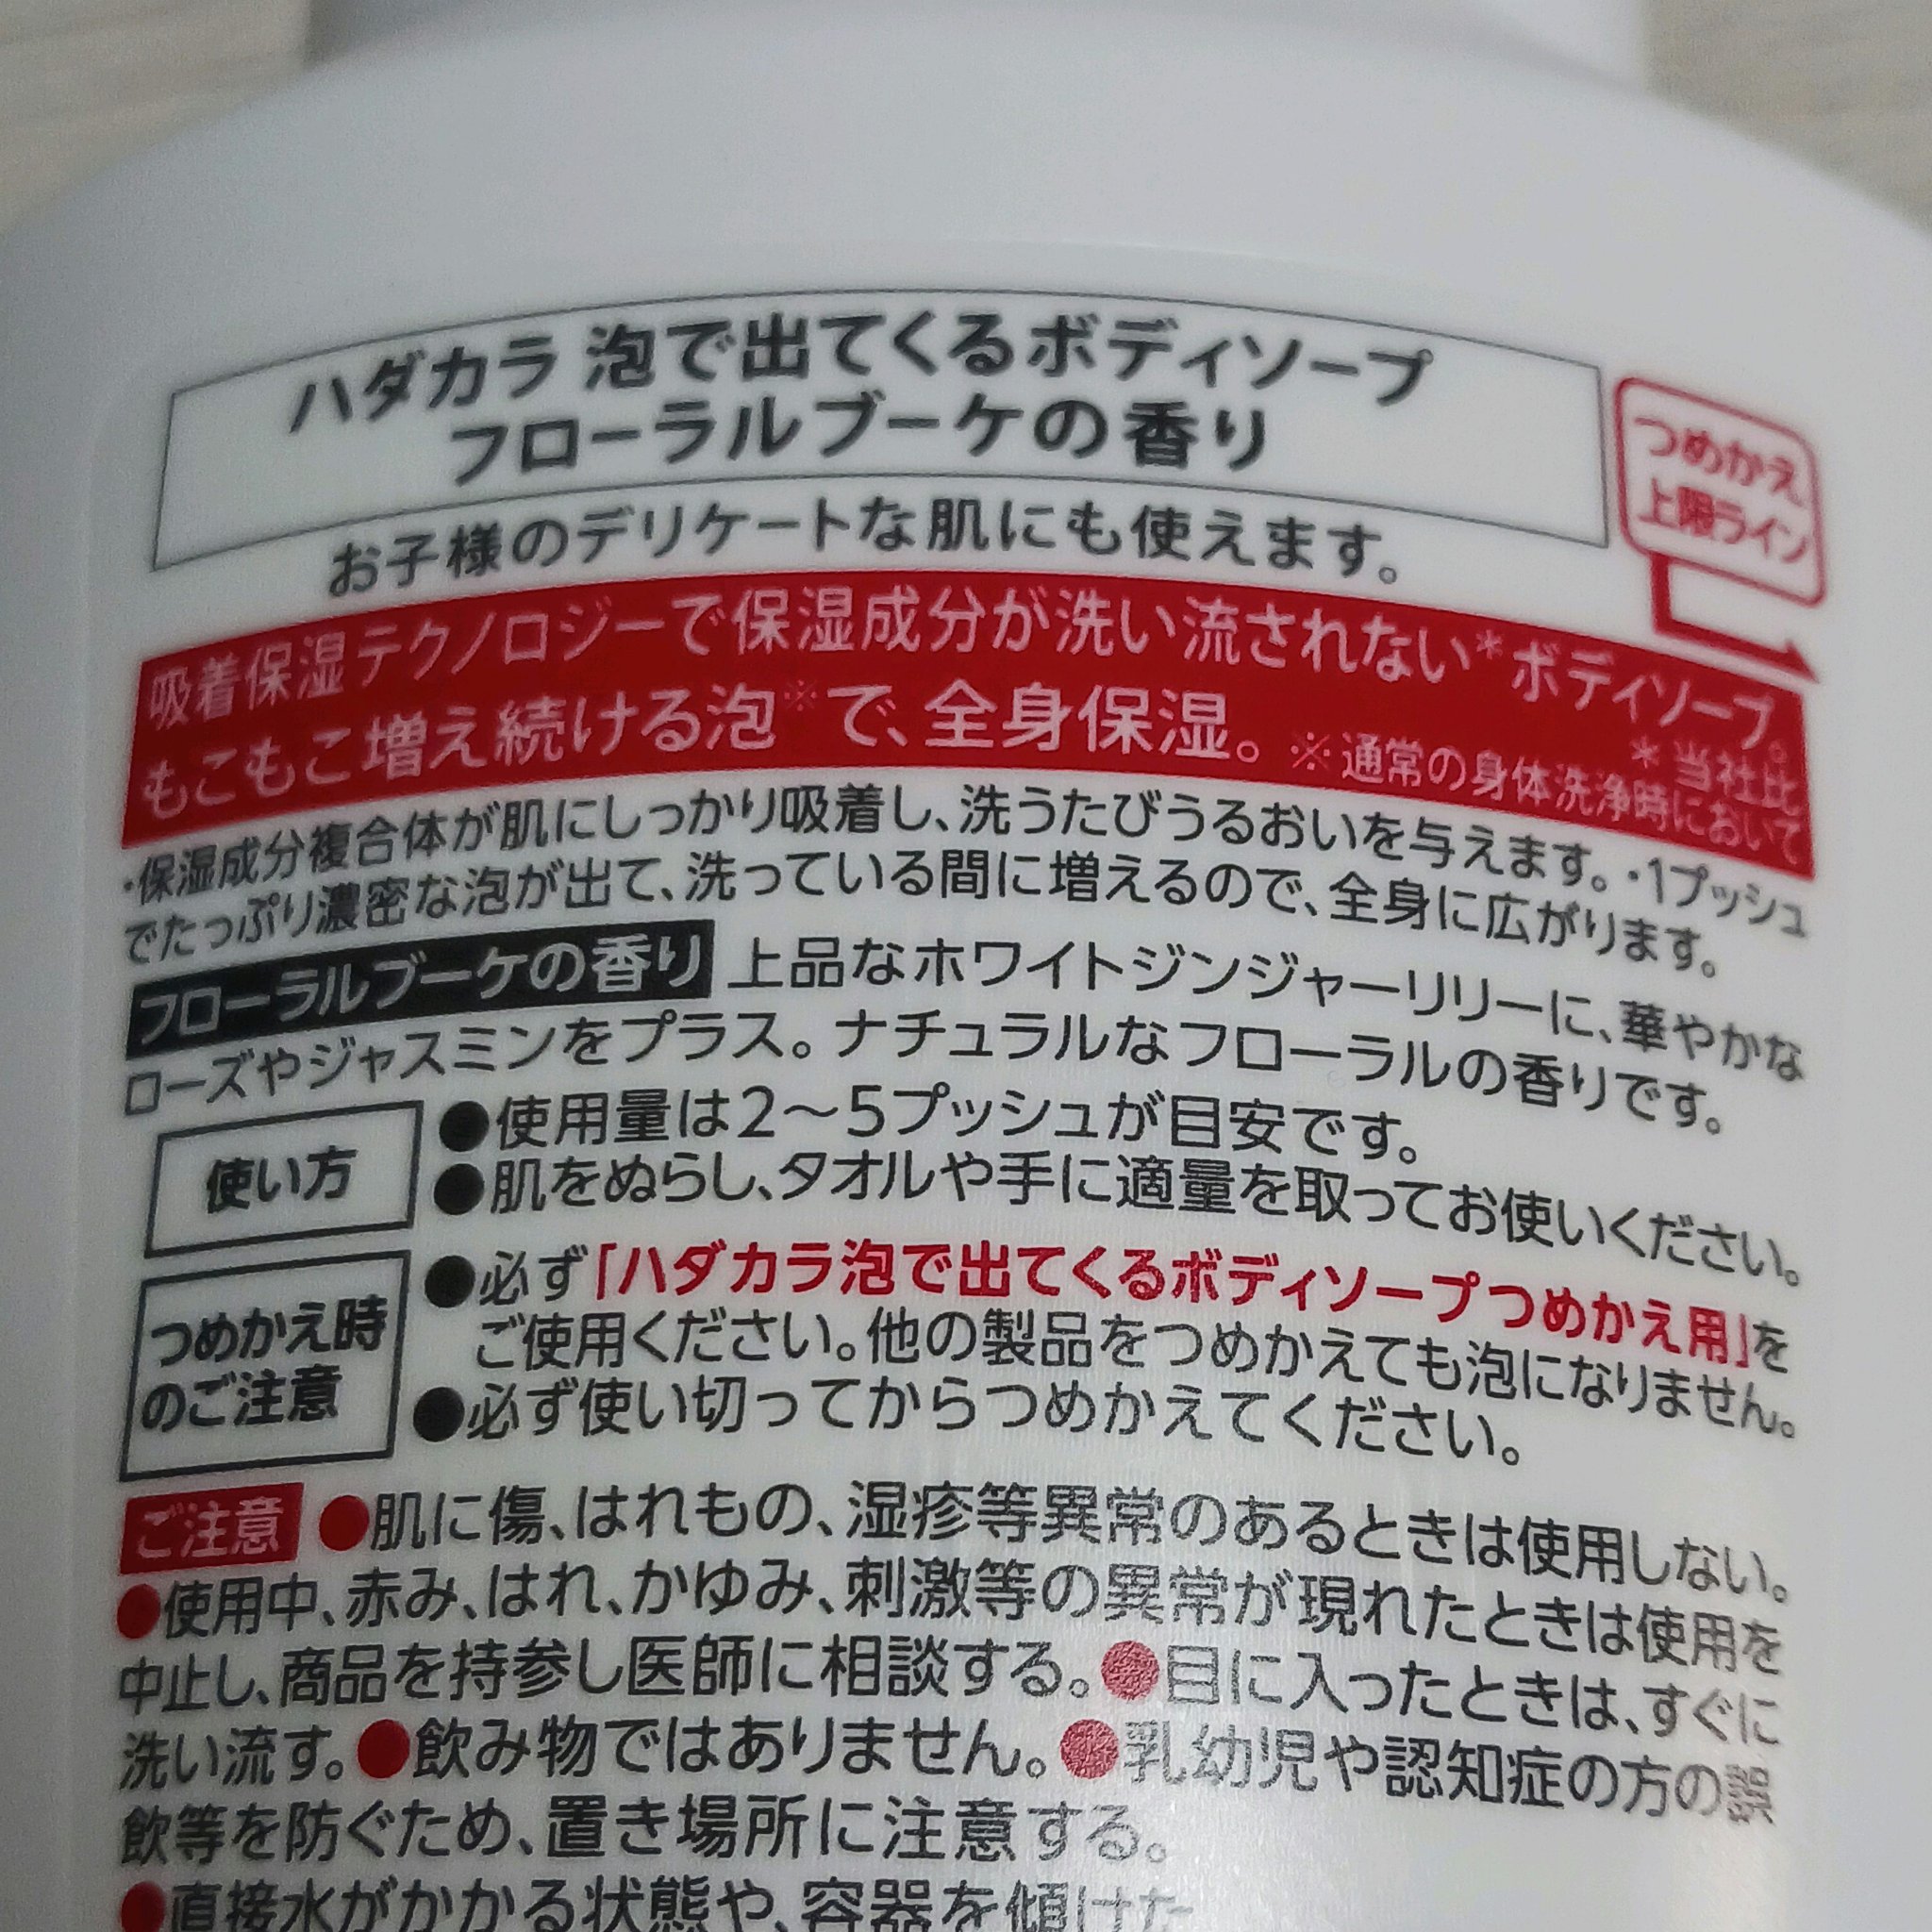 ハダカラ 泡で出てくるボディソープ
フローラルブーケの香り
つめかえ
上限ライン
お子様のデリケートな肌にも使えます。
吸着保湿テクノロジーで保湿成分が洗い流されない*ボディソープ。
もこもこ増え続ける泡※で、全身保湿。
*当社比
※通常の身体洗浄時において
・保湿成分複合体が肌にしっかり吸着し、洗うたびうるおいを与えます。・1プッシュ
でたっぷり濃密な泡が出て、洗っている間に増えるので、全身に広がります。
フローラルブーケの香り 上品なホワイトジンジャーリリーに、華やかな
ローズやジャスミンをプラス。ナチュラルなフローラルの香りです。
使い方
●使用量は2〜5プッシュが目安です。
●肌をぬらし、タオルや手に適量を取ってお使いください。
つめかえ時
のご注意
●必ず「ハダカラ泡で出てくるボディソープつめかえ用」を
ご使用ください。他の製品をつめかえても泡になりません。
●必ず使い切ってからつめかえてください。
ご注意 ●肌に傷、はれもの、湿疹等異常のあるときは使用しない。
●使用中、赤み、はれ、かゆみ、刺激等の異常が現れたときは使用を
中止し、商品を持参し医師に相談する。●目に入ったときは、すぐに
洗い流す。●飲み物ではありません。●乳幼児や認知症の方の誤
飲等を防ぐため、置き場所に注意する。
●直接水がかかる状態や、容器を傾けた